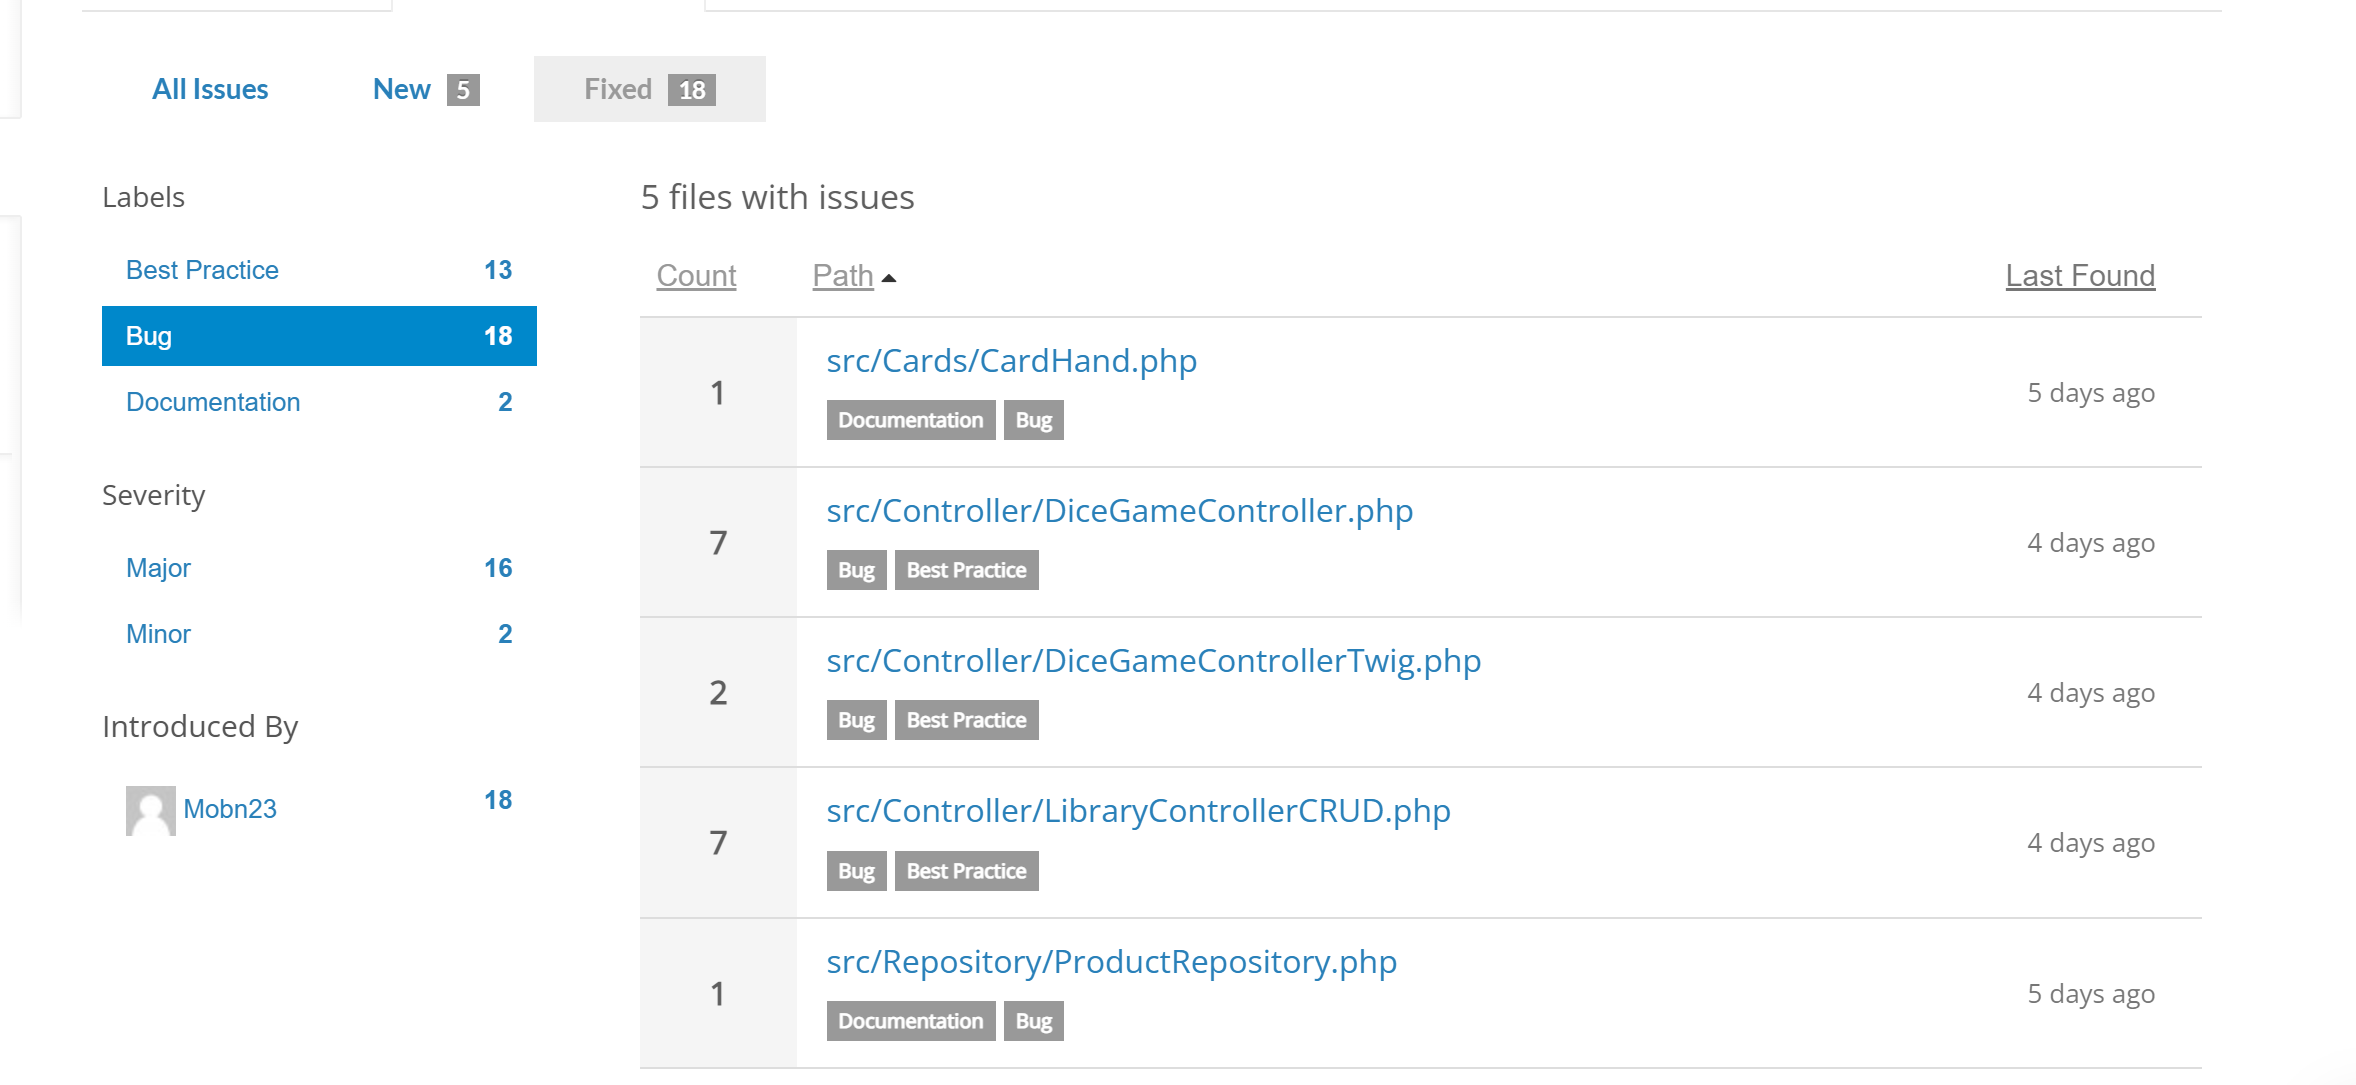 All Issues New 5 Fixed 18
Labels
Best Practice 13
Bug 18
Documentation 2
Severity
Major 16
Minor 2
Introduced By
Mobn23 18
5 files with issues
Count Path Last Found
1 src/Cards/CardHand.php 5 days ago
Documentation Bug
7 src/Controller/DiceGameController.php 4 days ago
Bug Best Practice
2 src/Controller/DiceGameControllerTwig.php 4 days ago
Bug Best Practice
7 src/Controller/LibraryControllerCRUD.php 4 days ago
Bug Best Practice
1 src/Repository/ProductRepository.php 5 days ago
Documentation Bug